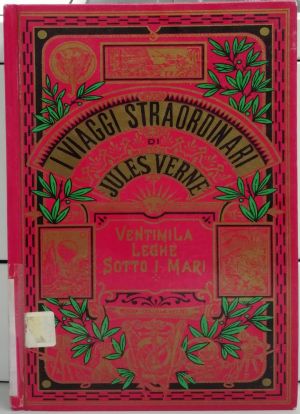 I VIAGGI STRAORDINARI
DI
JULES VERNE
VENTIMILA
LEGHE
SOTTO I MARI